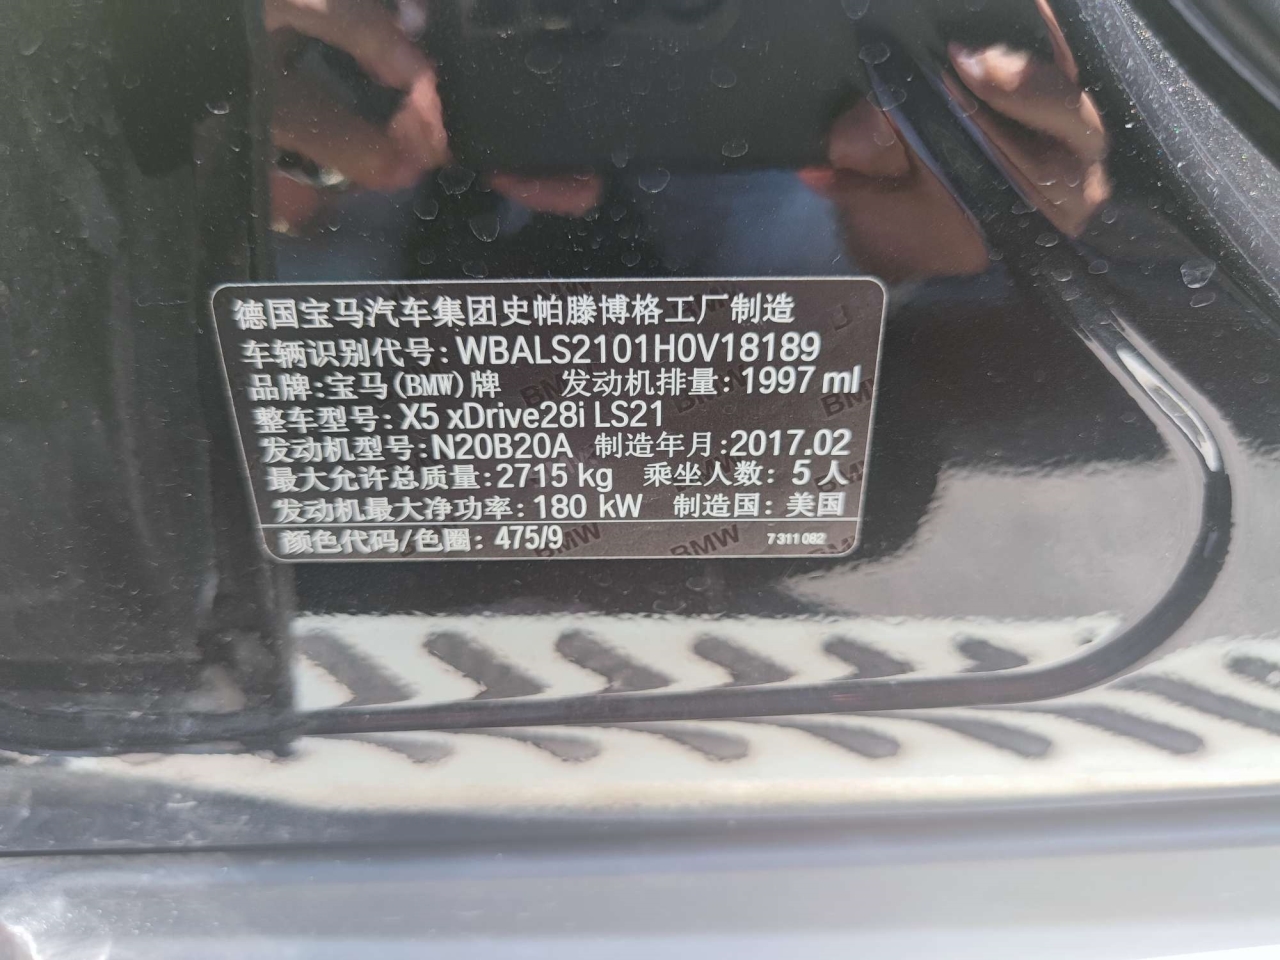 德国宝马汽车集团史帕滕博格工厂制造
车辆识别代号: WBALS2101H0V18189
品牌: 宝马(BMW)牌 发动机排量: 1997 ml
整车型号: X5 xDrive28i LS21
发动机型号: N20B20A 制造年月: 2017.02
最大允许总质量: 2715 kg 乘坐人数: 5 人
发动机最大净功率: 180 kW 制造国: 美国
颜色代码/色圈: 475/9 7 311 082